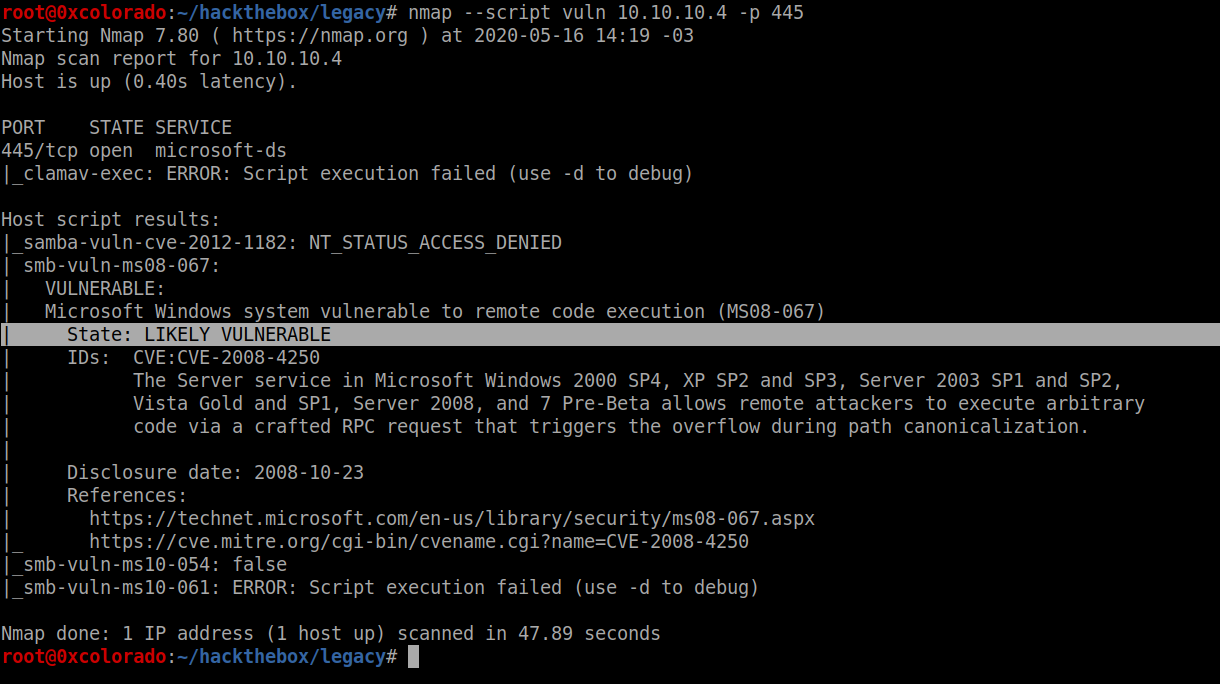 root@0xcolorado:~/hackthebox/legacy# nmap --script vuln 10.10.10.4 -p 445
Starting Nmap 7.80 ( https://nmap.org ) at 2020-05-16 14:19 -03
Nmap scan report for 10.10.10.4
Host is up (0.40s latency).

PORT    STATE SERVICE
445/tcp open  microsoft-ds
|_clamav-exec: ERROR: Script execution failed (use -d to debug)

Host script results:
|_samba-vuln-cve-2012-1182: NT_STATUS_ACCESS_DENIED
| smb-vuln-ms08-067:
|   VULNERABLE:
|   Microsoft Windows system vulnerable to remote code execution (MS08-067)
|     State: LIKELY VULNERABLE
|     IDs:  CVE:CVE-2008-4250
|           The Server service in Microsoft Windows 2000 SP4, XP SP2 and SP3, Server 2003 SP1 and SP2,
|           Vista Gold and SP1, Server 2008, and 7 Pre-Beta allows remote attackers to execute arbitrary
|           code via a crafted RPC request that triggers the overflow during path canonicalization.
|
|     Disclosure date: 2008-10-23
|     References:
|       https://technet.microsoft.com/en-us/library/security/ms08-067.aspx
|_      https://cve.mitre.org/cgi-bin/cvename.cgi?name=CVE-2008-4250
|_smb-vuln-ms10-054: false
|_smb-vuln-ms10-061: ERROR: Script execution failed (use -d to debug)

Nmap done: 1 IP address (1 host up) scanned in 47.89 seconds
root@0xcolorado:~/hackthebox/legacy#